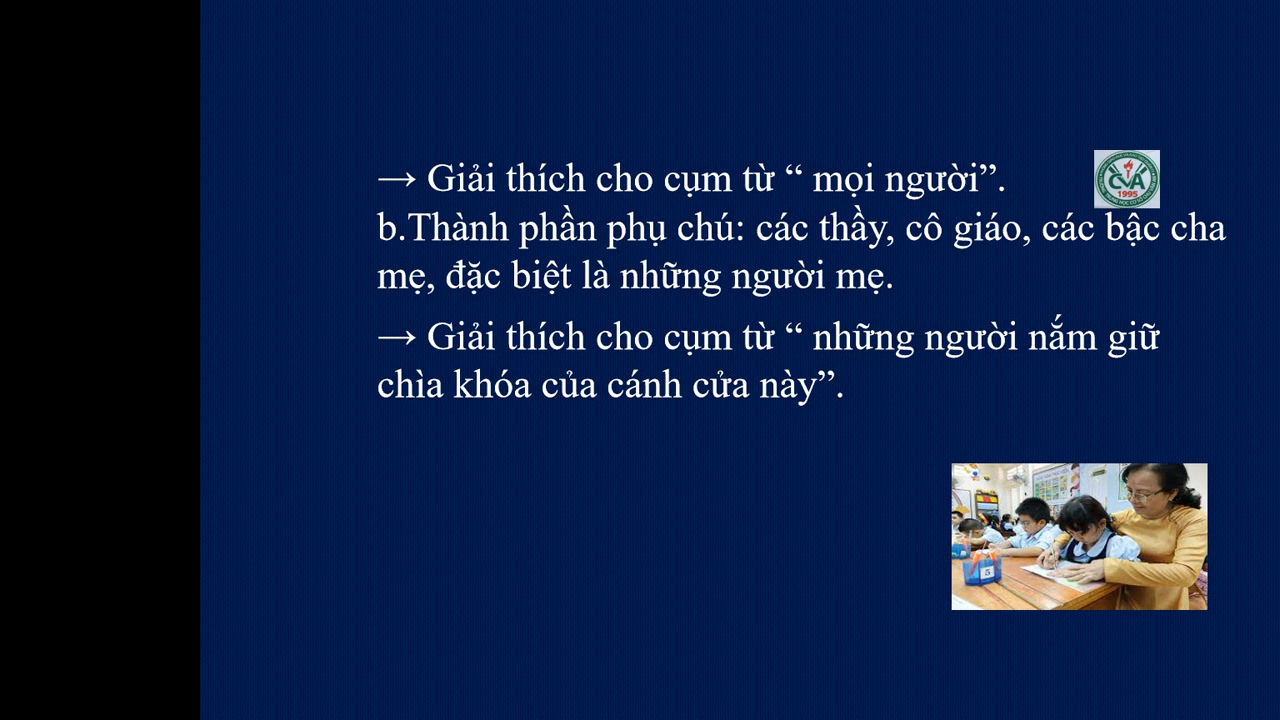 → Giải thích cho cụm từ “ mọi người”.
CVA
1995
b.Thành phần phụ chú: các thầy, cô giáo, các bậc cha
mẹ, đặc biệt là những người mẹ.
→ Giải thích cho cụm từ “ những người nắm giữ
chìa khóa của cánh cửa này”.